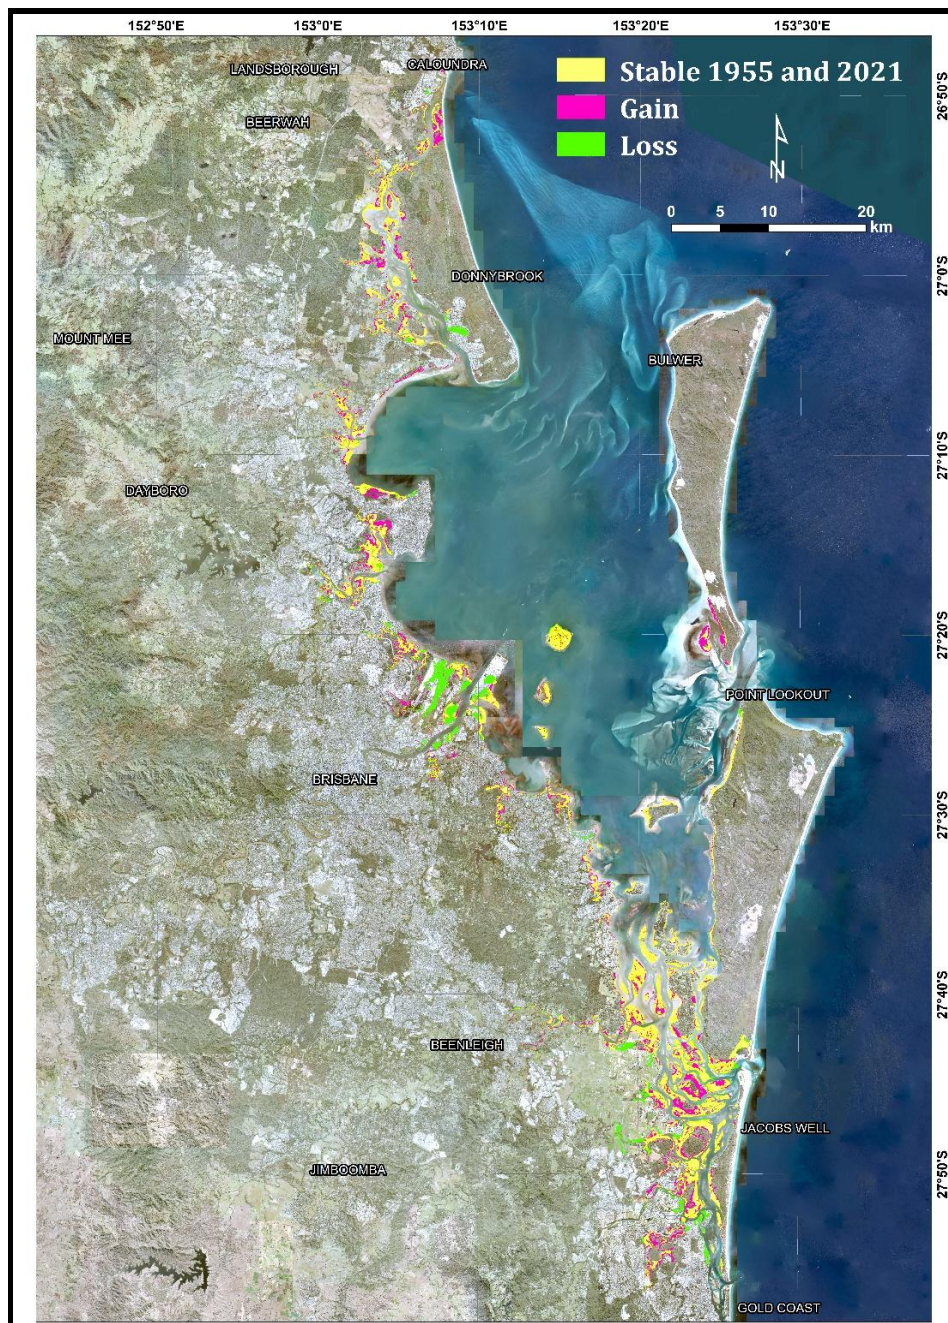 152°50'E
153°0'E
153°10'E
153°20'E
153°30'E
LANDSBOROUGH
CALOUNDRA
BEERWAH
Stable 1955 and 2021
Gain
Loss
N
0
5
10
20
km
26°50'S
27°0'S
DONNYBROOK
MOUNT MEE
BULWER
27°10'S
DAYBORO
27°20'S
POINT LOOKOUT
BRISBANE
27°30'S
27°40'S
BEENLEIGH
JACOBS WELL
JIMBOOMBA
27°50'S
GOLD COAST